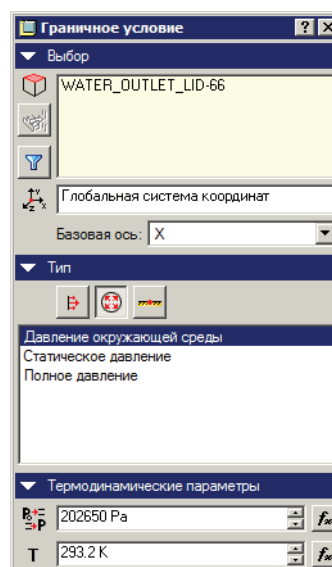 Граничное условие
Выбор
WATER_OUTLET_LID-66
Глобальная система координат
Базовая ось: X
Тип
Давление окружающей среды
Статическое давление
Полное давление
Термодинамические параметры
202650 Pa
T 293.2 K